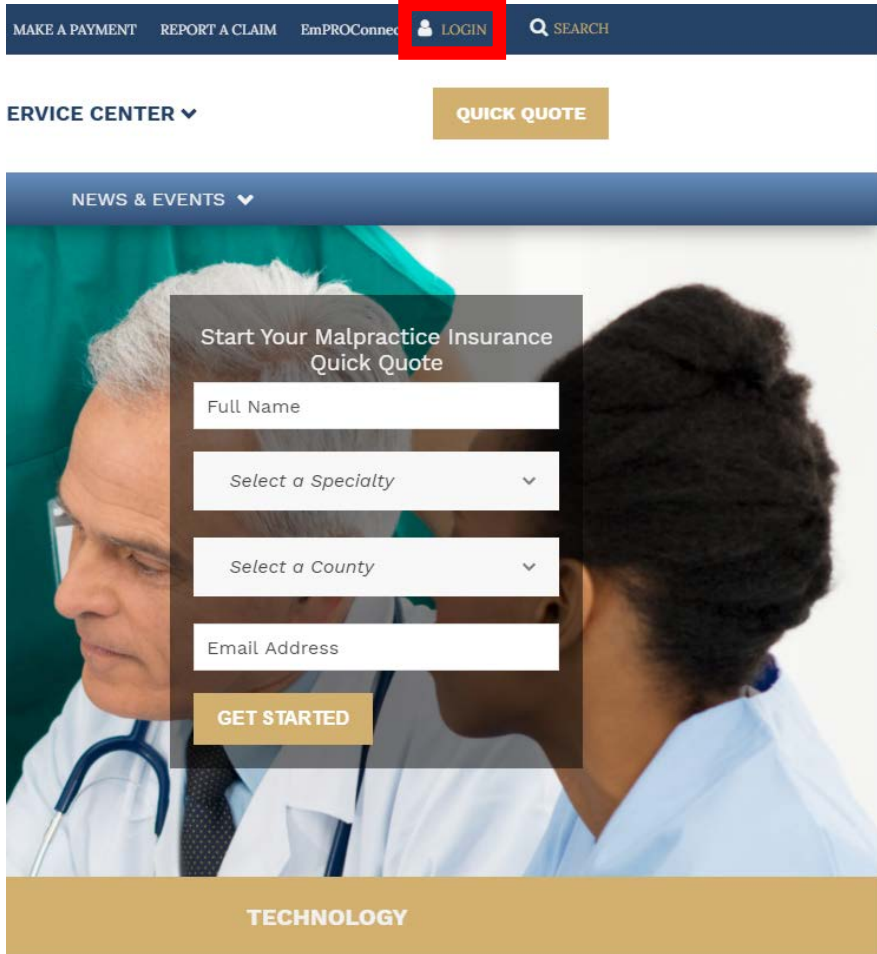 MAKE A PAYMENT REPORT A CLAIM EmPROConnec LOGIN SEARCH
ERVICE CENTER
QUICK QUOTE
NEWS & EVENTS
Start Your Malpractice Insurance
Quick Quote
Full Name
Select a Specialty
Select a County
Email Address
GET STARTED
TECHNOLOGY